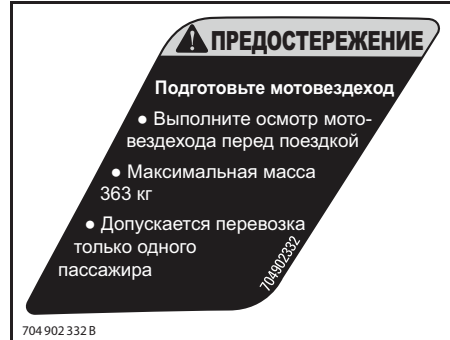 ПРЕДОСТЕРЕЖЕНИЕ
Подготовьте мотовездеход
● Выполните осмотр мото-
вездехода перед поездкой
● Максимальная масса
363 кг
● Допускается перевозка
только одного
пассажира
704902332
704 902 332 B